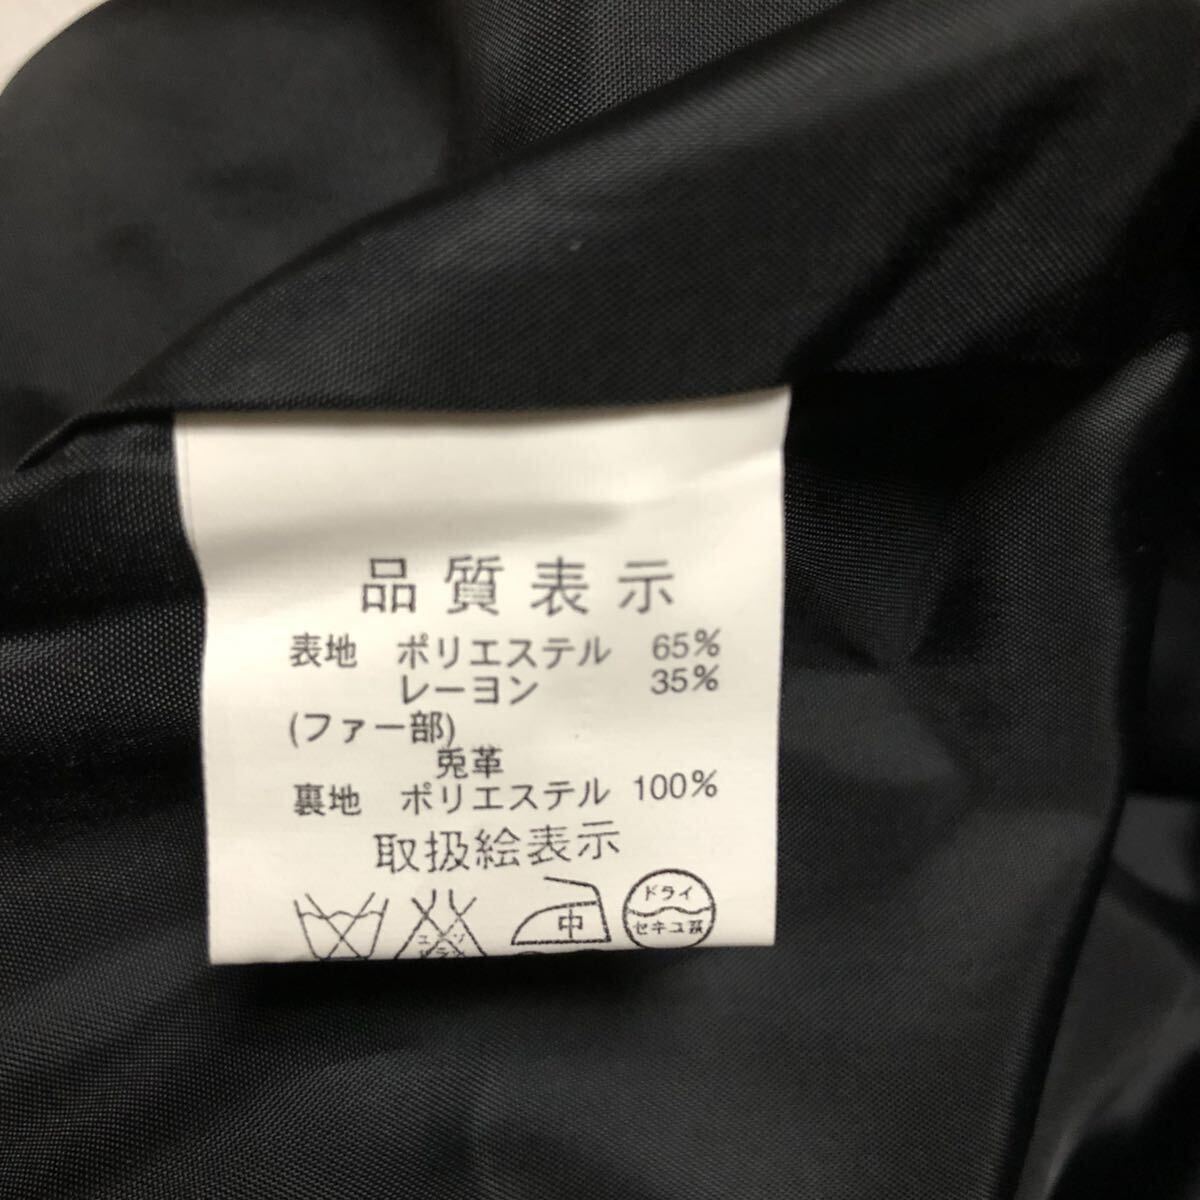 品質表示
表地 ポリエステル 65%
レーヨン 35%
(ファー部)
兎革
裏地 ポリエステル 100%
取扱絵表示
中
ドライ
セキユ系